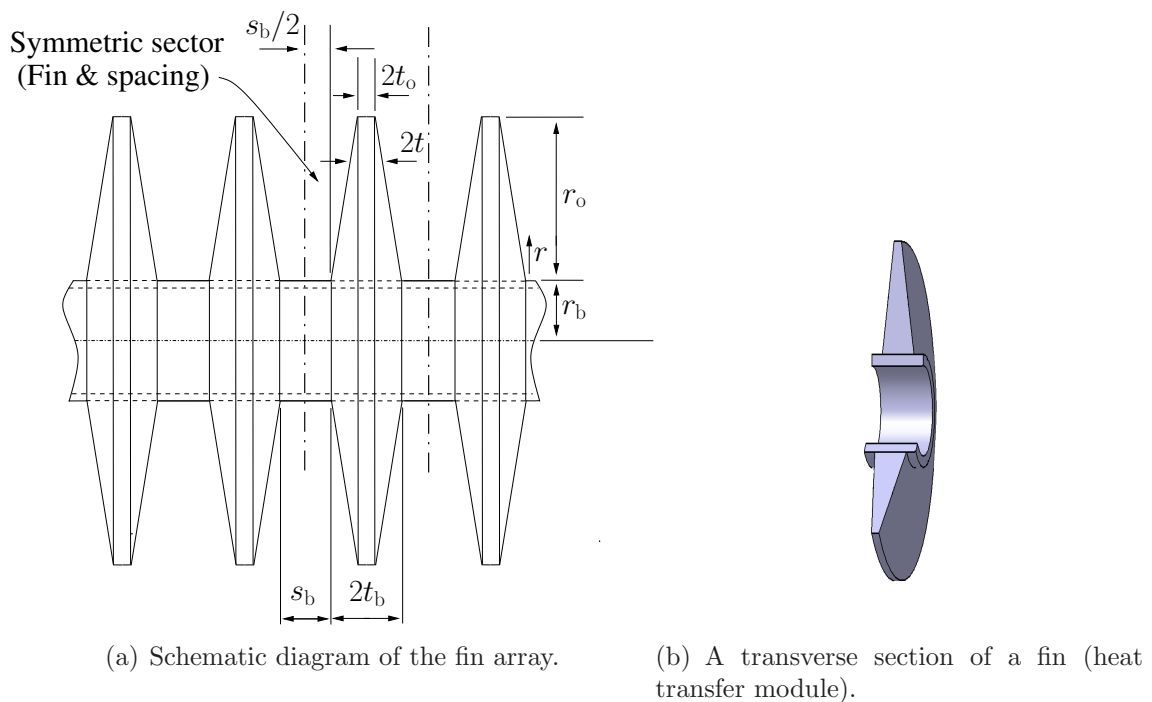 s_b/2
Symmetric sector
(Fin & spacing)
2t_o
2t
r_o
r
r_b
s_b
2t_b
(a) Schematic diagram of the fin array.
(b) A transverse section of a fin (heat
transfer module).